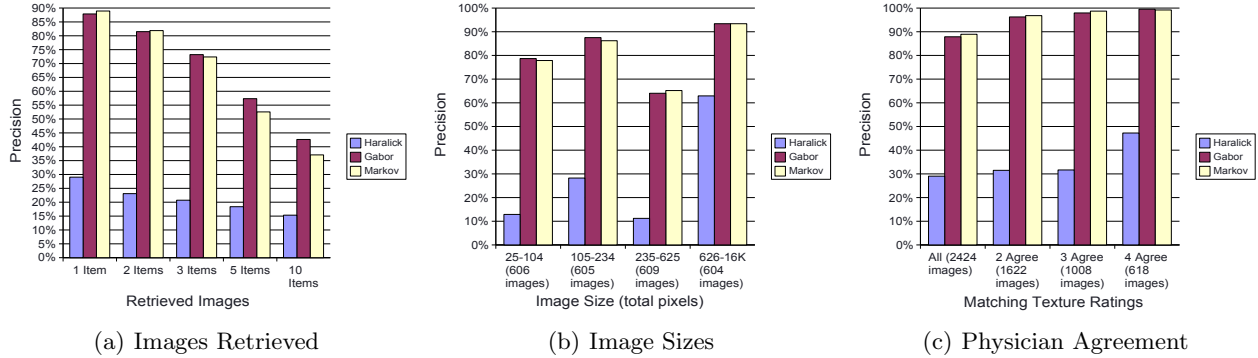 90%
85%
80%
75%
70%
65%
60%
55%
50%
45%
40%
35%
30%
25%
20%
15%
10%
5%
0%
Precision
1 Item 2 Items 3 Items 5 Items 10
Items
Retrieved Images
Haralick
Gabor
Markov
(a) Images Retrieved
100%
90%
80%
70%
60%
50%
40%
30%
20%
10%
0%
Precision
25-104 105-234 235-625 626-16K
(606 (605 (609 (604
images) images) images) images)
Image Size (total pixels)
Haralick
Gabor
Markov
(b) Image Sizes
100%
90%
80%
70%
60%
50%
40%
30%
20%
10%
0%
Precision
All (2424 2 Agree 3 Agree 4 Agree
images) (1622 (1008 (618
images) images) images)
Matching Texture Ratings
Haralick
Gabor
Markov
(c) Physician Agreement